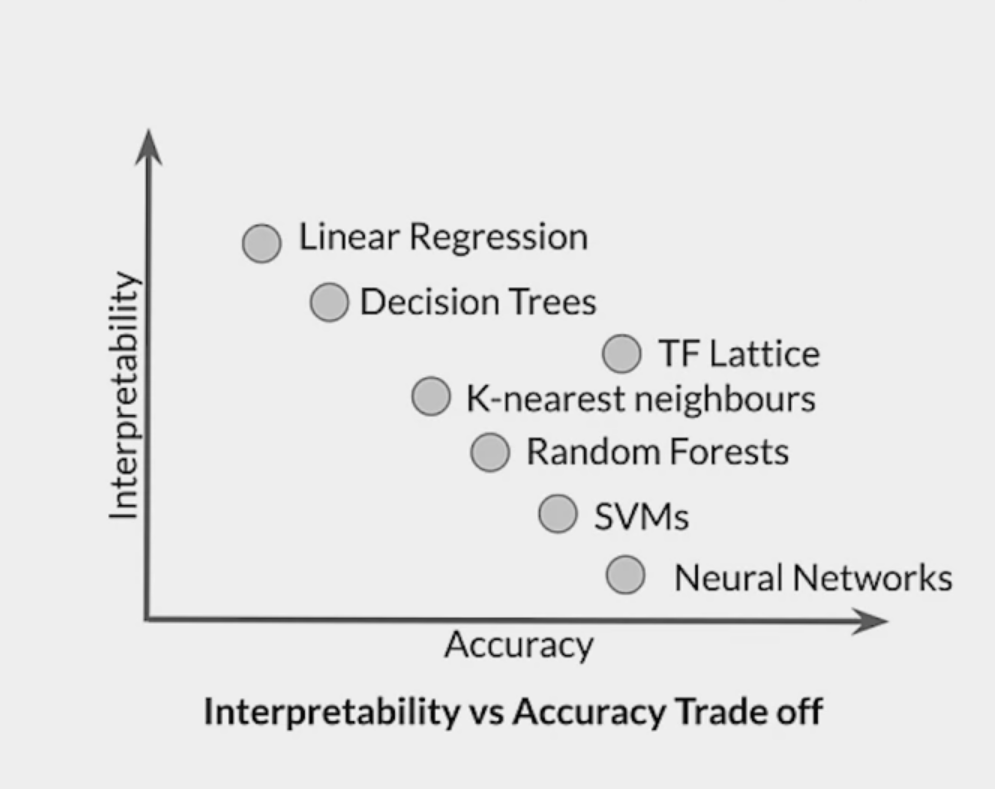 Linear Regression
Decision Trees
TF Lattice
K-nearest neighbours
Random Forests
SVMs
Neural Networks
Interpretability
Accuracy
Interpretability vs Accuracy Trade off